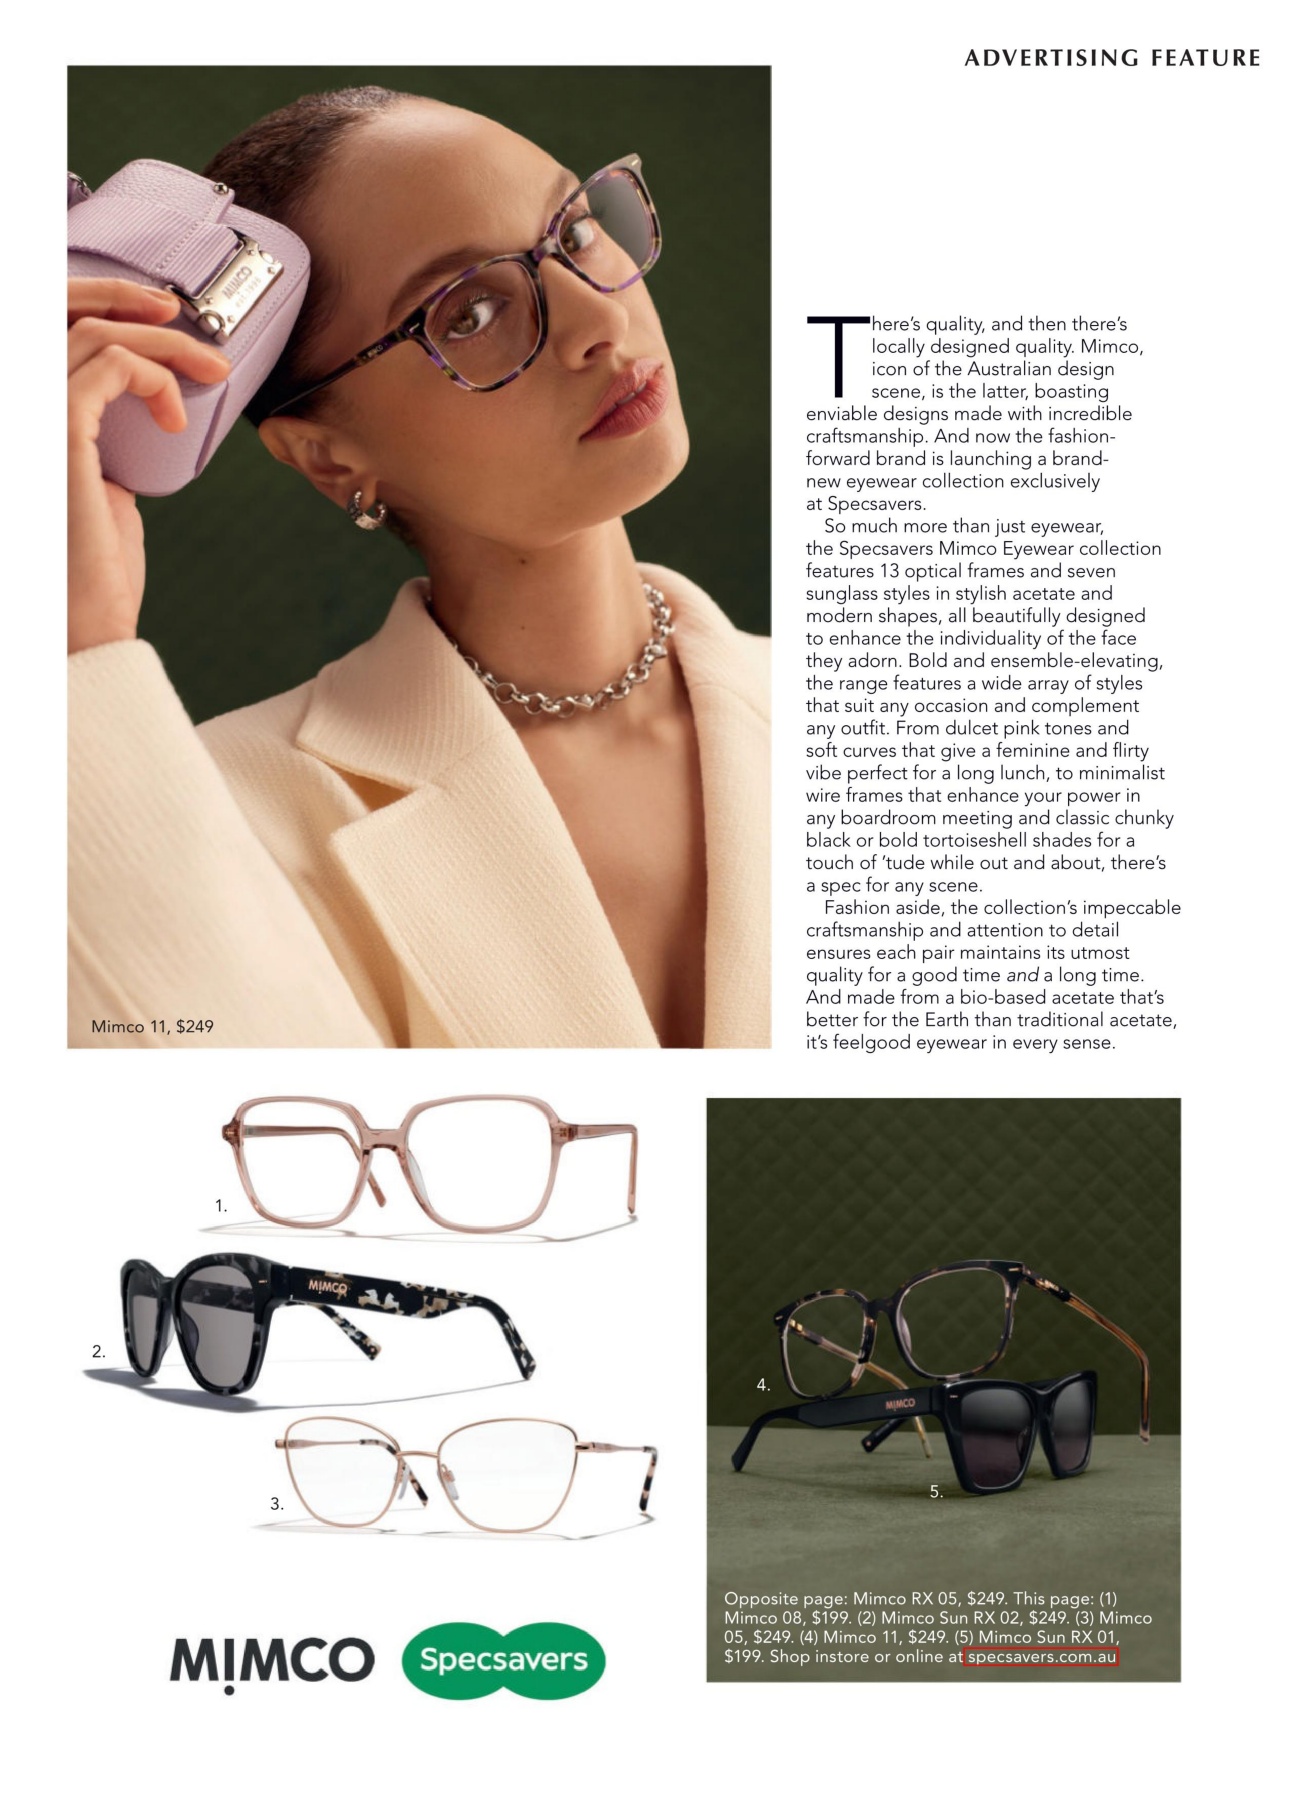 ADVERTISING FEATURE
MIMCO
est. 1996
MIMCO
There's quality, and then there's
locally designed quality. Mimco,
icon of the Australian design
scene, is the latter, boasting
enviable designs made with incredible
craftsmanship. And now the fashion-
forward brand is launching a brand-
new eyewear collection exclusively
at Specsavers.
So much more than just eyewear,
the Specsavers Mimco Eyewear collection
features 13 optical frames and seven
sunglass styles in stylish acetate and
modern shapes, all beautifully designed
to enhance the individuality of the face
they adorn. Bold and ensemble-elevating,
the range features a wide array of styles
that suit any occasion and complement
any outfit. From dulcet pink tones and
soft curves that give a feminine and flirty
vibe perfect for a long lunch, to minimalist
wire frames that enhance your power in
any boardroom meeting and classic chunky
black or bold tortoiseshell shades for a
touch of 'tude while out and about, there's
a spec for any scene.
Fashion aside, the collection's impeccable
craftsmanship and attention to detail
ensures each pair maintains its utmost
quality for a good time and a long time.
And made from a bio-based acetate that's
better for the Earth than traditional acetate,
it's feelgood eyewear in every sense.
Mimco 11, $249
1.
MIMCO
2.
3.
4.
MIMCO
5.
Opposite page: Mimco RX 05, $249. This page: (1)
Mimco 08, $199. (2) Mimco Sun RX 02, $249. (3) Mimco
05, $249. (4) Mimco 11, $249. (5) Mimco Sun RX 01,
$199. Shop instore or online at specsavers.com.au
MIMCO
Specsavers